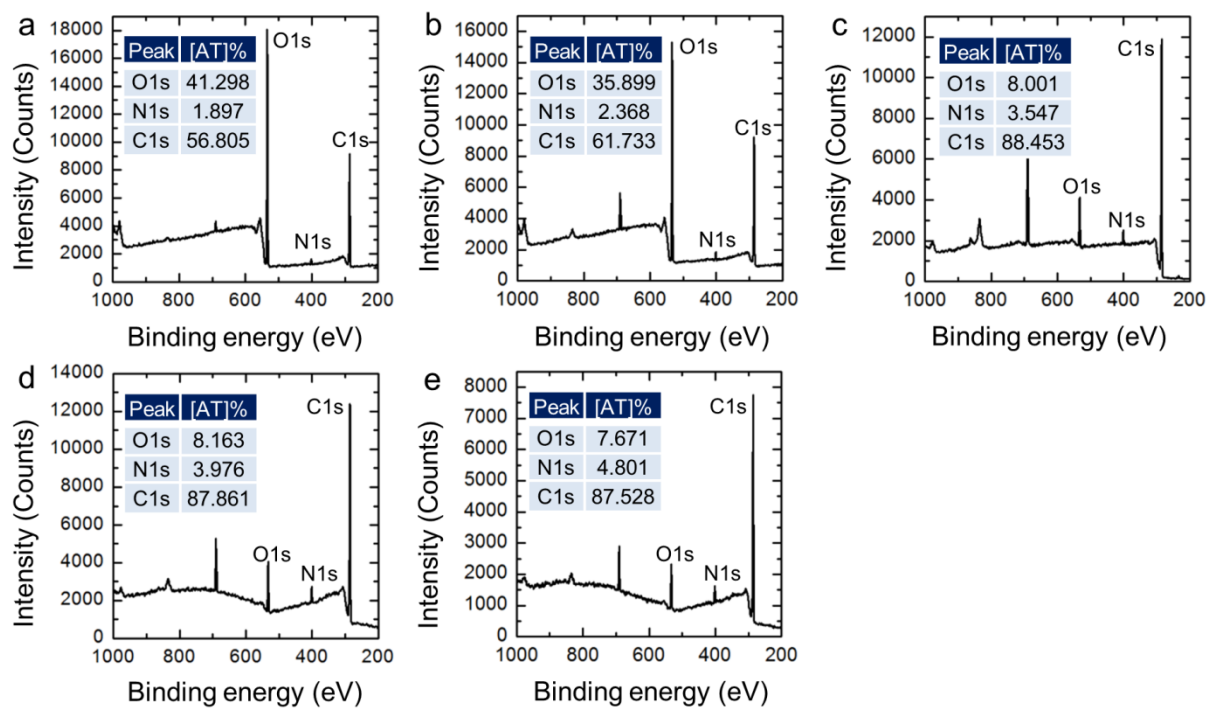 a
Peak [AT]%
O1s 41.298
N1s 1.897
C1s 56.805
O1s
C1s
N1s
18000
16000
14000
12000
10000
8000
6000
4000
2000
0
1000 800 600 400 200
Intensity (Counts)
Binding energy (eV)
b
Peak [AT]%
O1s 35.899
N1s 2.368
C1s 61.733
O1s
C1s
N1s
16000
14000
12000
10000
8000
6000
4000
2000
0
1000 800 600 400 200
Intensity (Counts)
Binding energy (eV)
c
Peak [AT]%
O1s 8.001
N1s 3.547
C1s 88.453
C1s
O1s
N1s
12000
10000
8000
6000
4000
2000
0
1000 800 600 400 200
Intensity (Counts)
Binding energy (eV)
d
Peak [AT]%
O1s 8.163
N1s 3.976
C1s 87.861
C1s
O1s
N1s
14000
12000
10000
8000
6000
4000
2000
0
1000 800 600 400 200
Intensity (Counts)
Binding energy (eV)
e
Peak [AT]%
O1s 7.671
N1s 4.801
C1s 87.528
C1s
O1s
N1s
8000
7000
6000
5000
4000
3000
2000
1000
0
1000 800 600 400 200
Intensity (Counts)
Binding energy (eV)